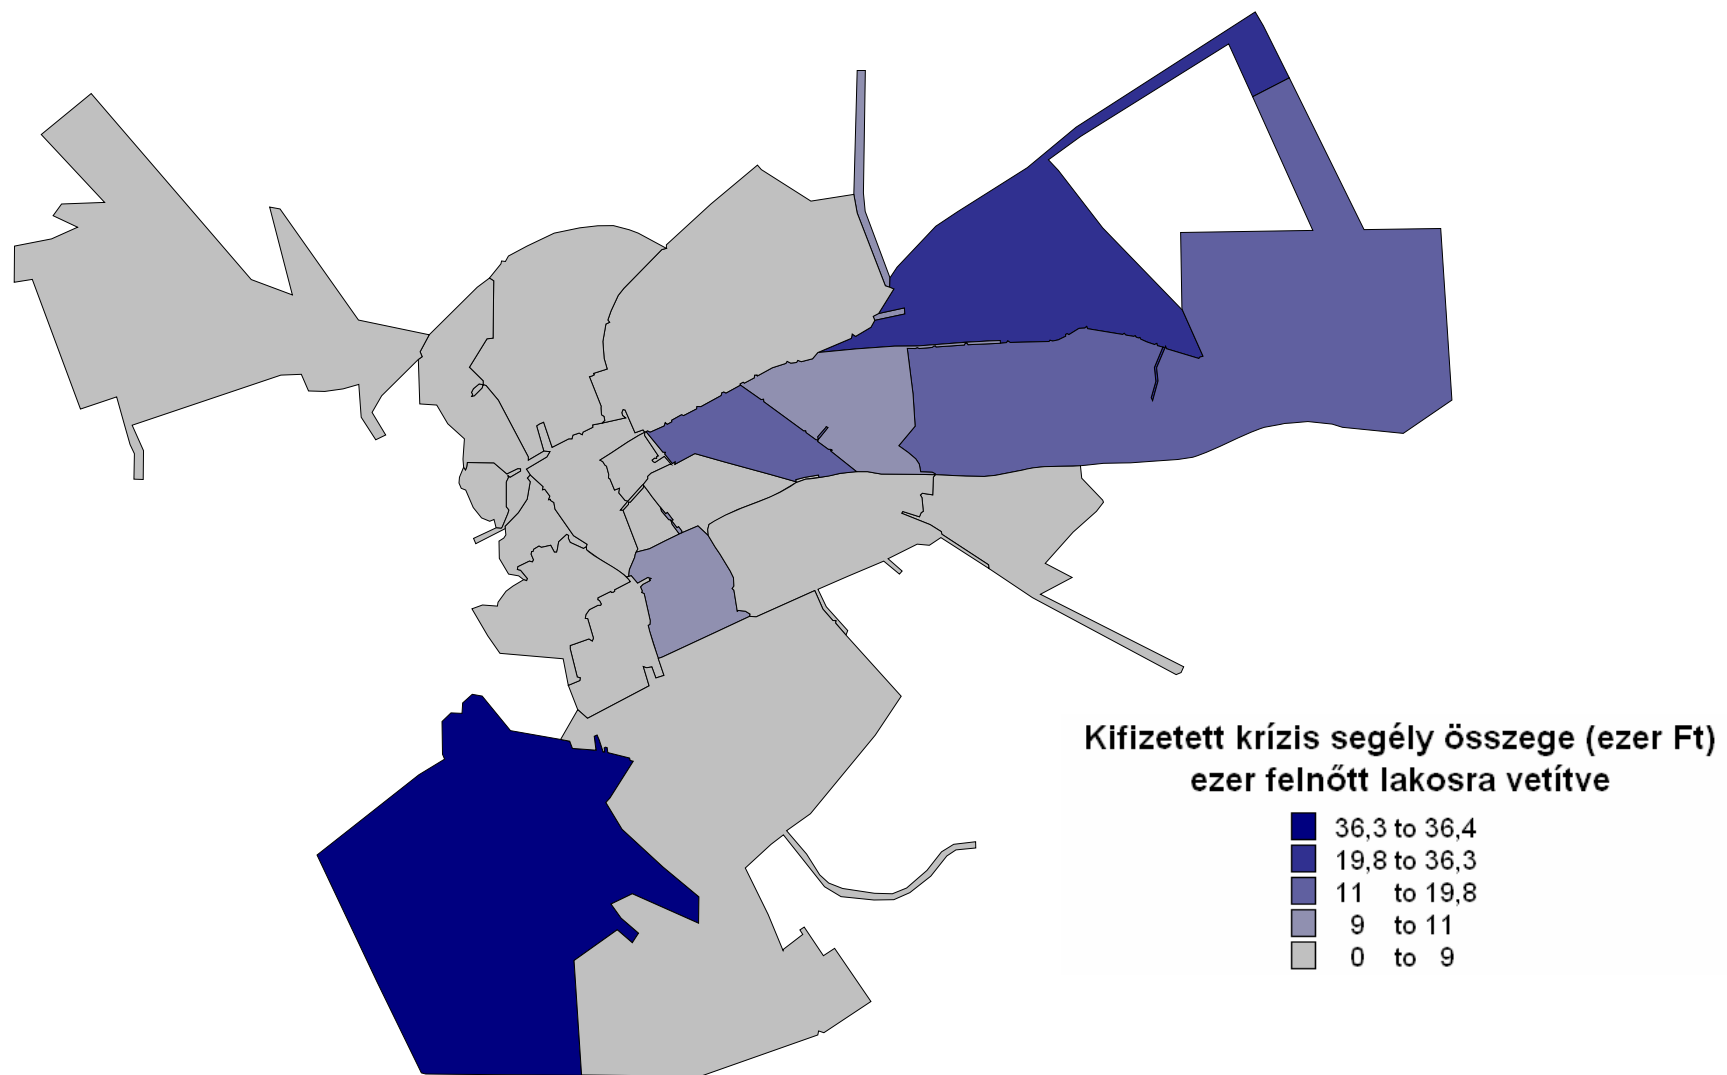 Kifizetett krízis segély összege (ezer Ft)
ezer felnőtt lakosra vetítve
36,3 to 36,4
19,8 to 36,3
11 to 19,8
9 to 11
0 to 9